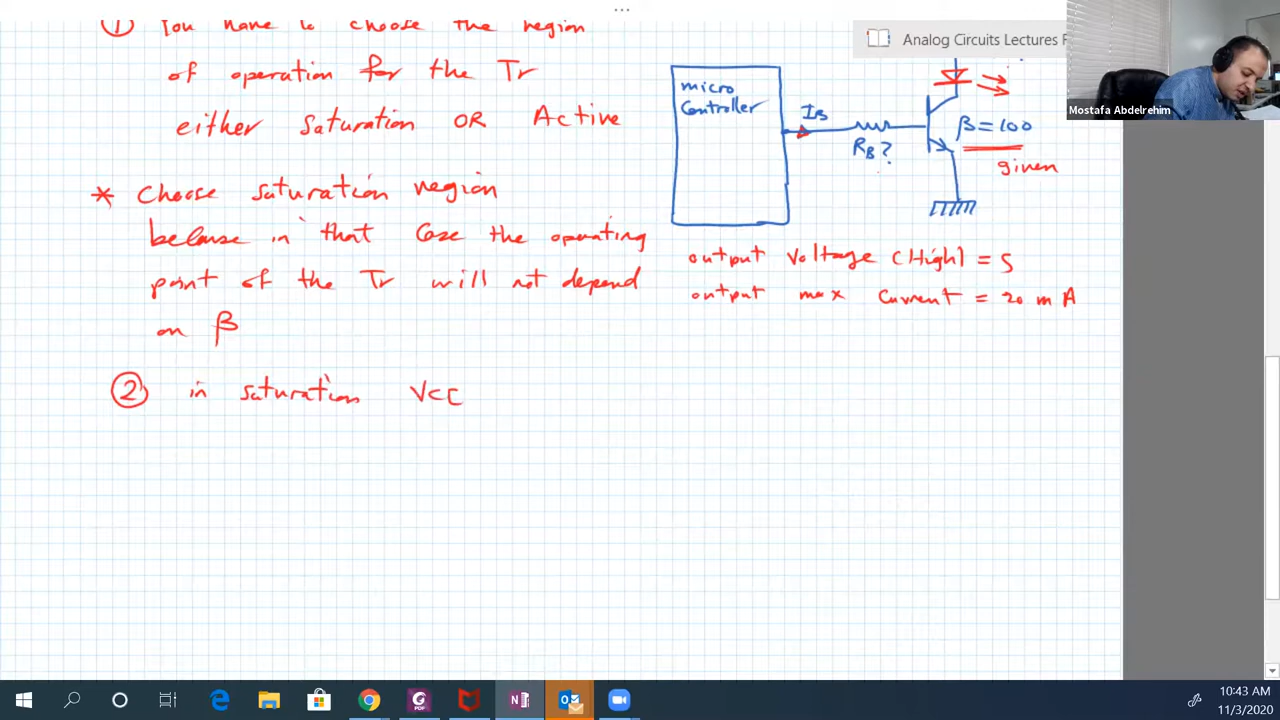 1 You have to choose the region
of operation for the Tr
either saturation OR Active
* Choose saturation region
because in that Case the operating
point of the Tr will not depend
on β
2 in saturation VCE
Analog Circuits Lectures F
micro
Controller
IB
RB?
β=100
given
output voltage (High) = 5
output max Current = 20 mA
Mostafa Abdelrehim
10:43 AM
11/3/2020